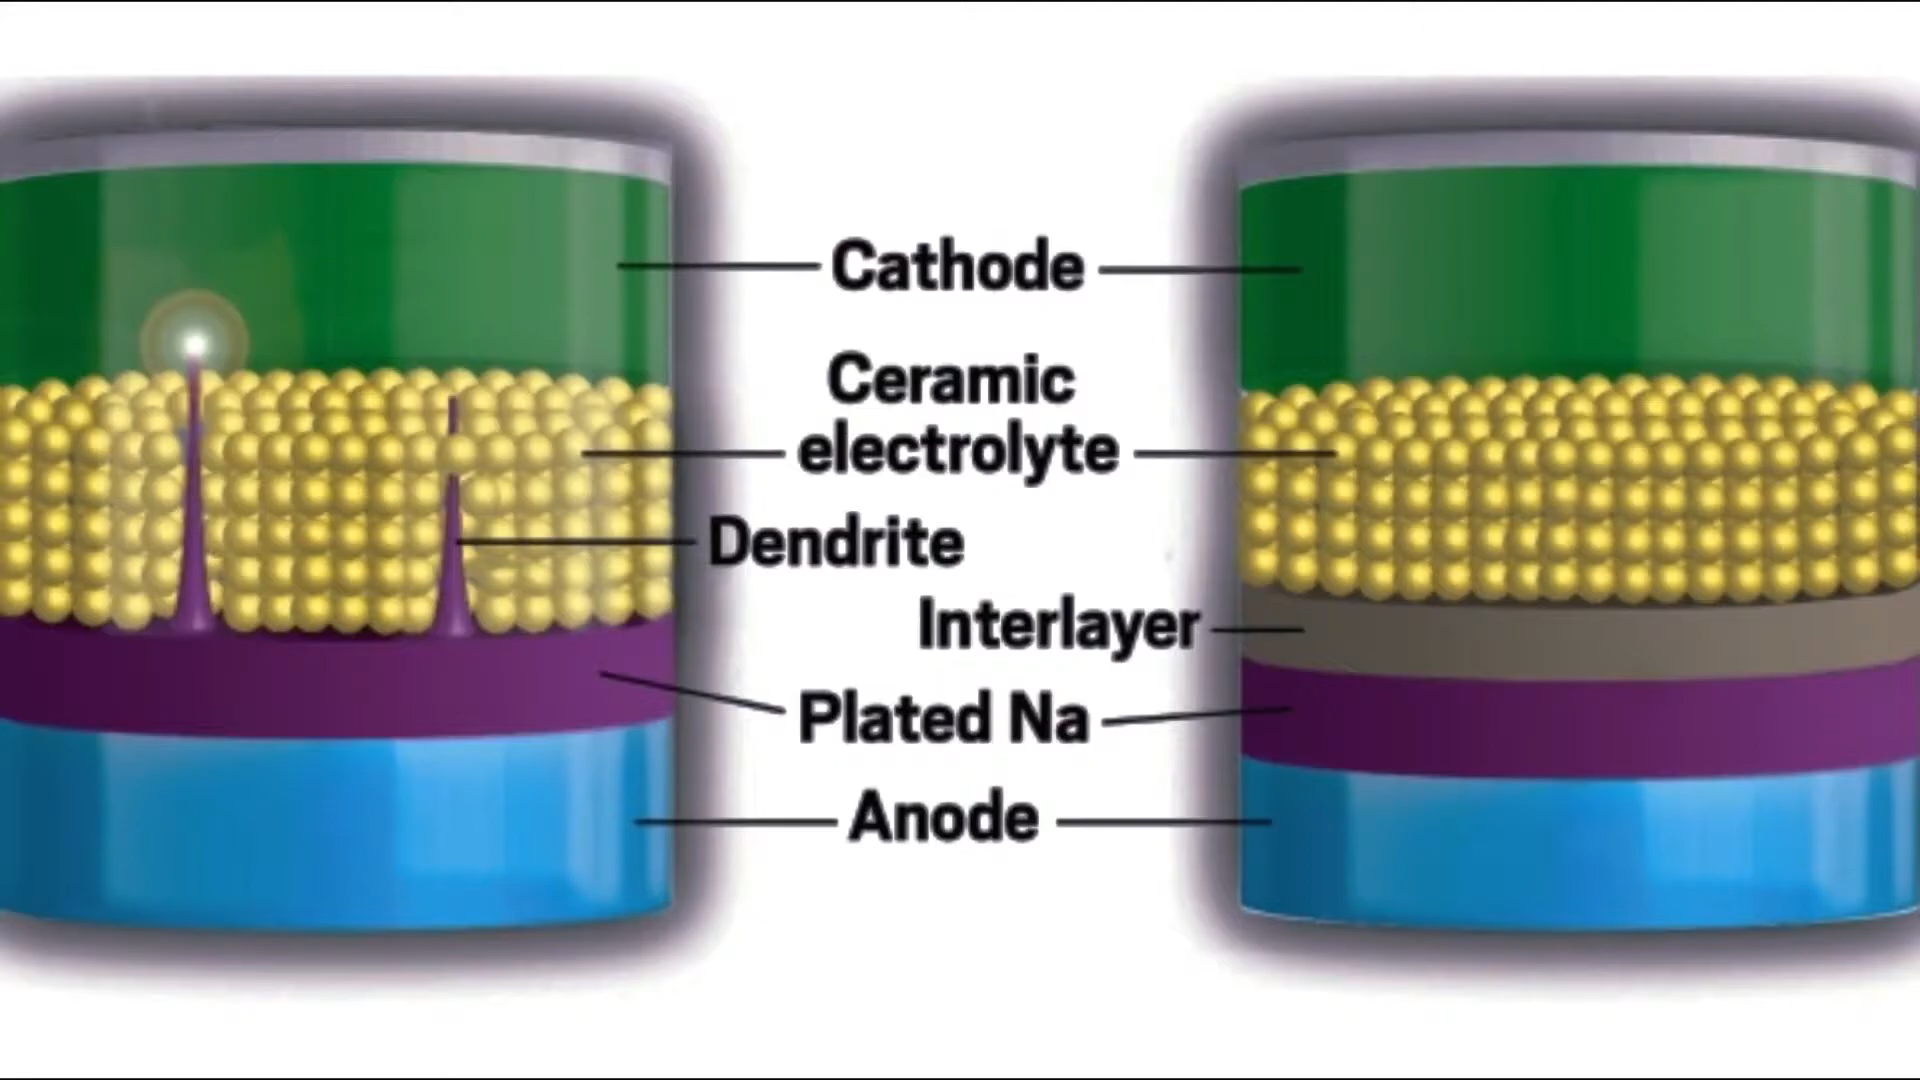 Cathode
Ceramic
electrolyte
Dendrite
Interlayer
Plated Na
Anode